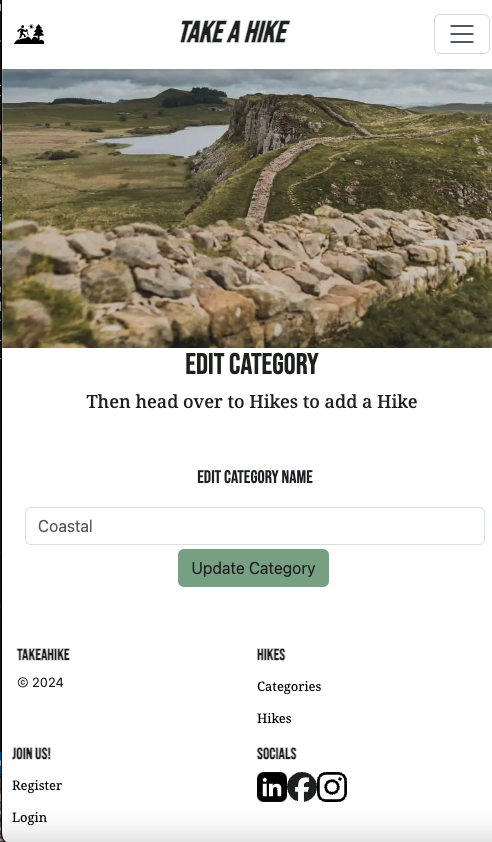 TAKE A HIKE
EDIT CATEGORY
Then head over to Hikes to add a Hike
EDIT CATEGORY NAME
Coastal
Update Category
TAKEAHIKE
© 2024
HIKES
Categories
Hikes
JOIN US!
Register
Login
SOCIALS
in